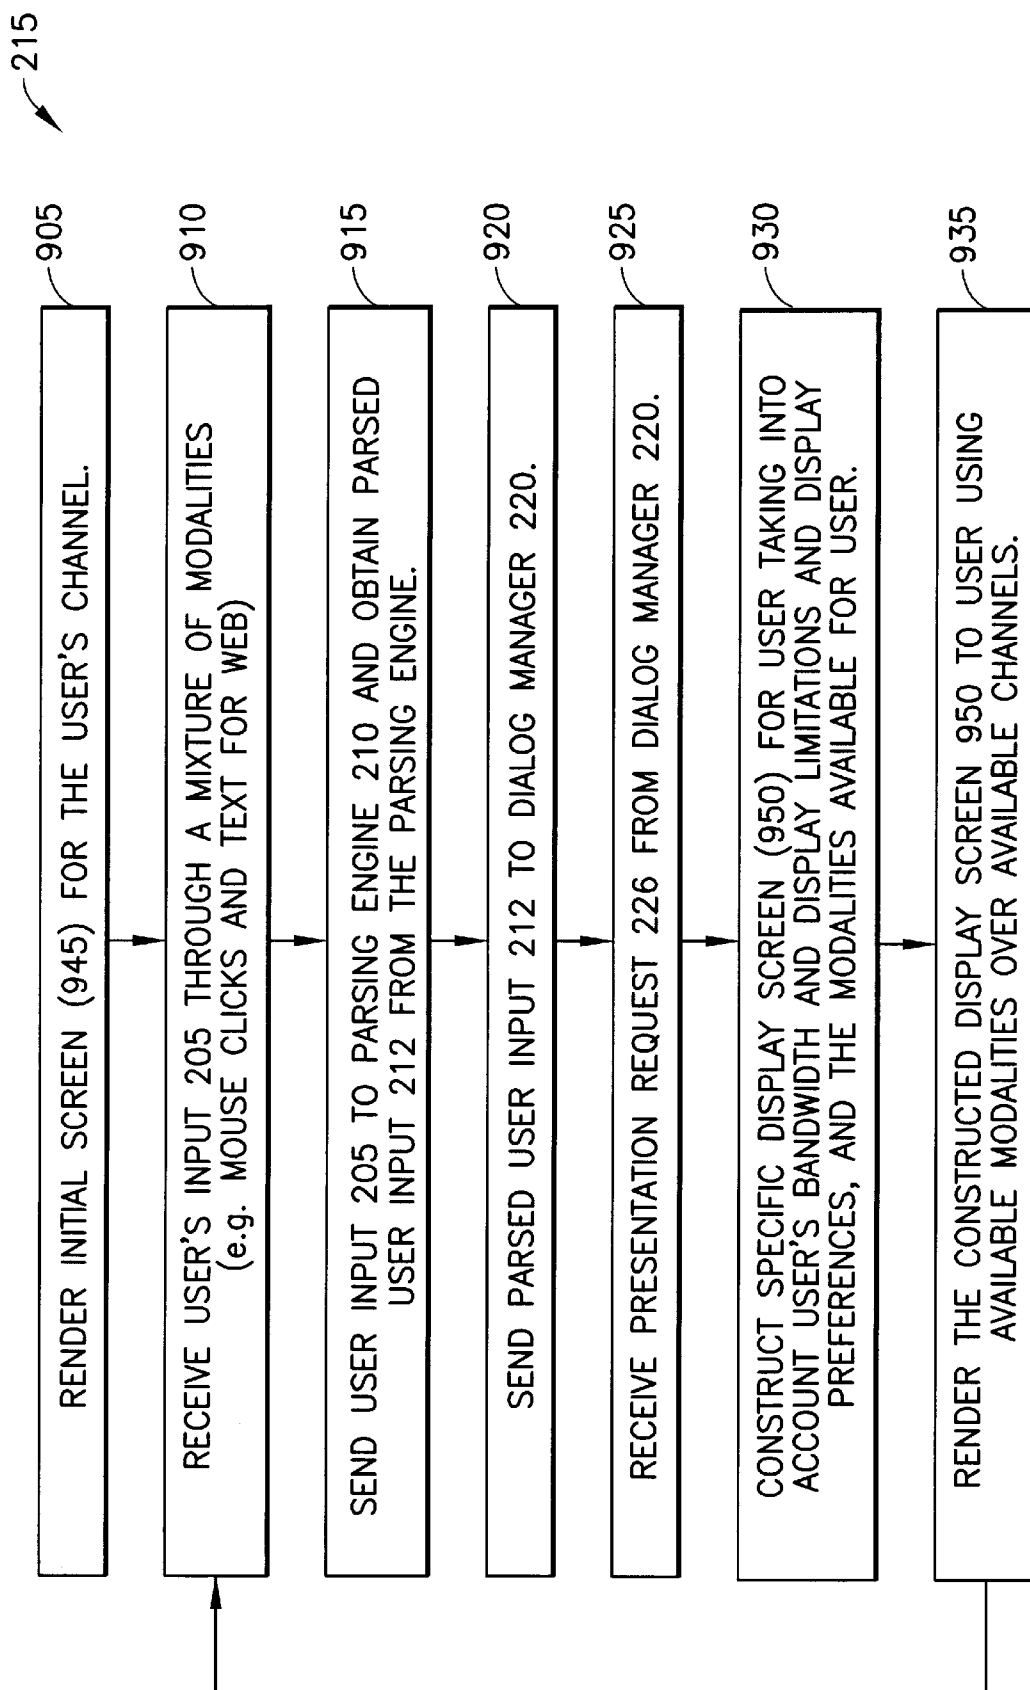 215
905
RENDER INITIAL SCREEN (945) FOR THE USER'S CHANNEL.
910
RECEIVE USER'S INPUT 205 THROUGH A MIXTURE OF MODALITIES
(e.g. MOUSE CLICKS AND TEXT FOR WEB)
915
SEND USER INPUT 205 TO PARSING ENGINE 210 AND OBTAIN PARSED
USER INPUT 212 FROM THE PARSING ENGINE.
920
SEND PARSED USER INPUT 212 TO DIALOG MANAGER 220.
925
RECEIVE PRESENTATION REQUEST 226 FROM DIALOG MANAGER 220.
930
CONSTRUCT SPECIFIC DISPLAY SCREEN (950) FOR USER TAKING INTO
ACCOUNT USER'S BANDWIDTH AND DISPLAY LIMITATIONS AND DISPLAY
PREFERENCES, AND THE MODALITIES AVAILABLE FOR USER.
935
RENDER THE CONSTRUCTED DISPLAY SCREEN 950 TO USER USING
AVAILABLE MODALITIES OVER AVAILABLE CHANNELS.